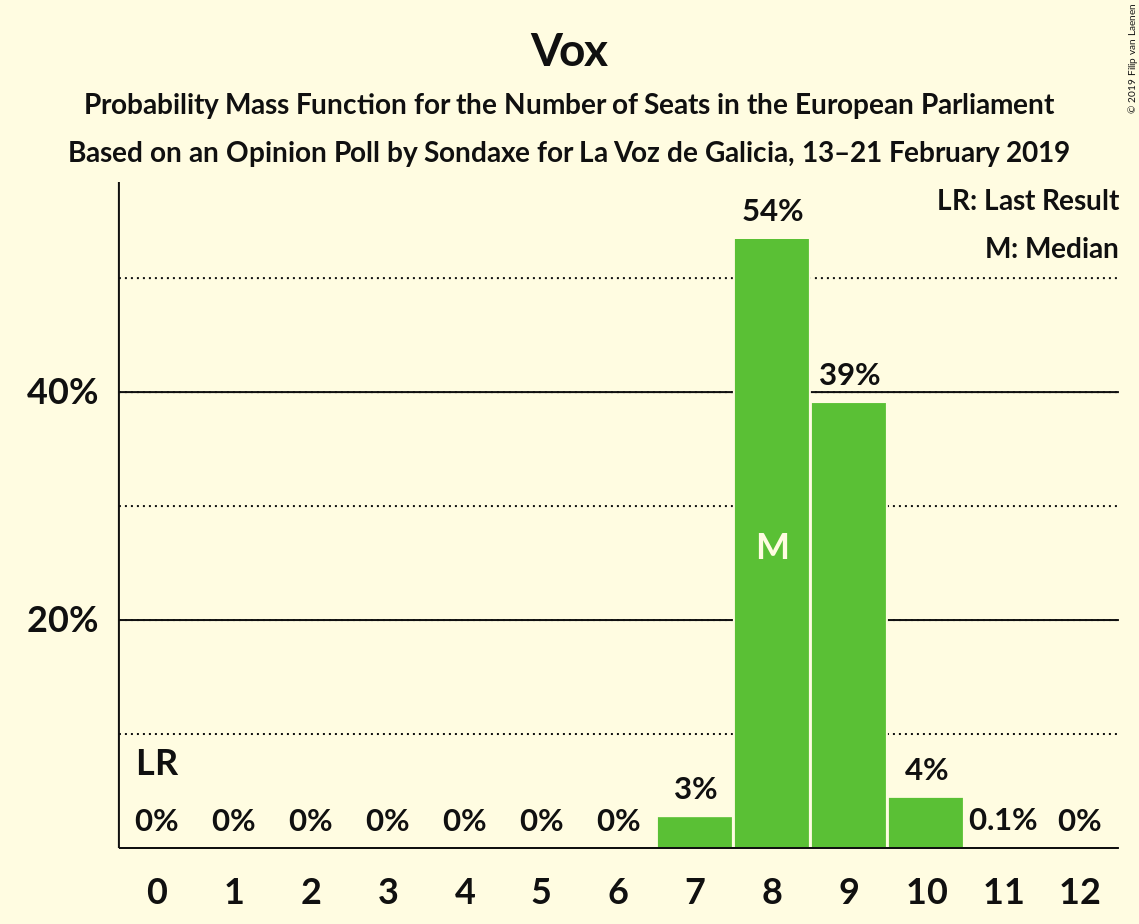 Vox
Probability Mass Function for the Number of Seats in the European Parliament
Based on an Opinion Poll by Sondaxe for La Voz de Galicia, 13–21 February 2019
© 2019 Filip van Laenen
LR: Last Result
M: Median
54%
39%
40%
M
20%
LR
0% 0% 0% 0% 0% 0% 0% 3% 4% 0.1% 0%
0 1 2 3 4 5 6 7 8 9 10 11 12